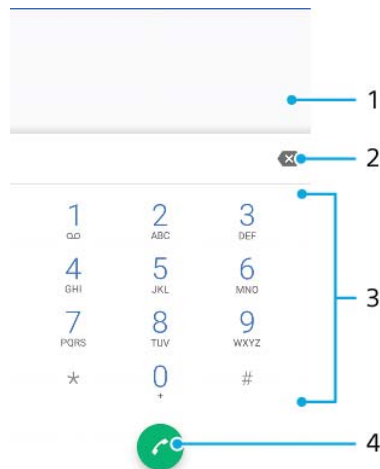 1
2
1 2 3
ABC DEF
4 5 6
GHI JKL MNO
3
7 8 9
PQRS TUV WXYZ
* 0 #
+
4